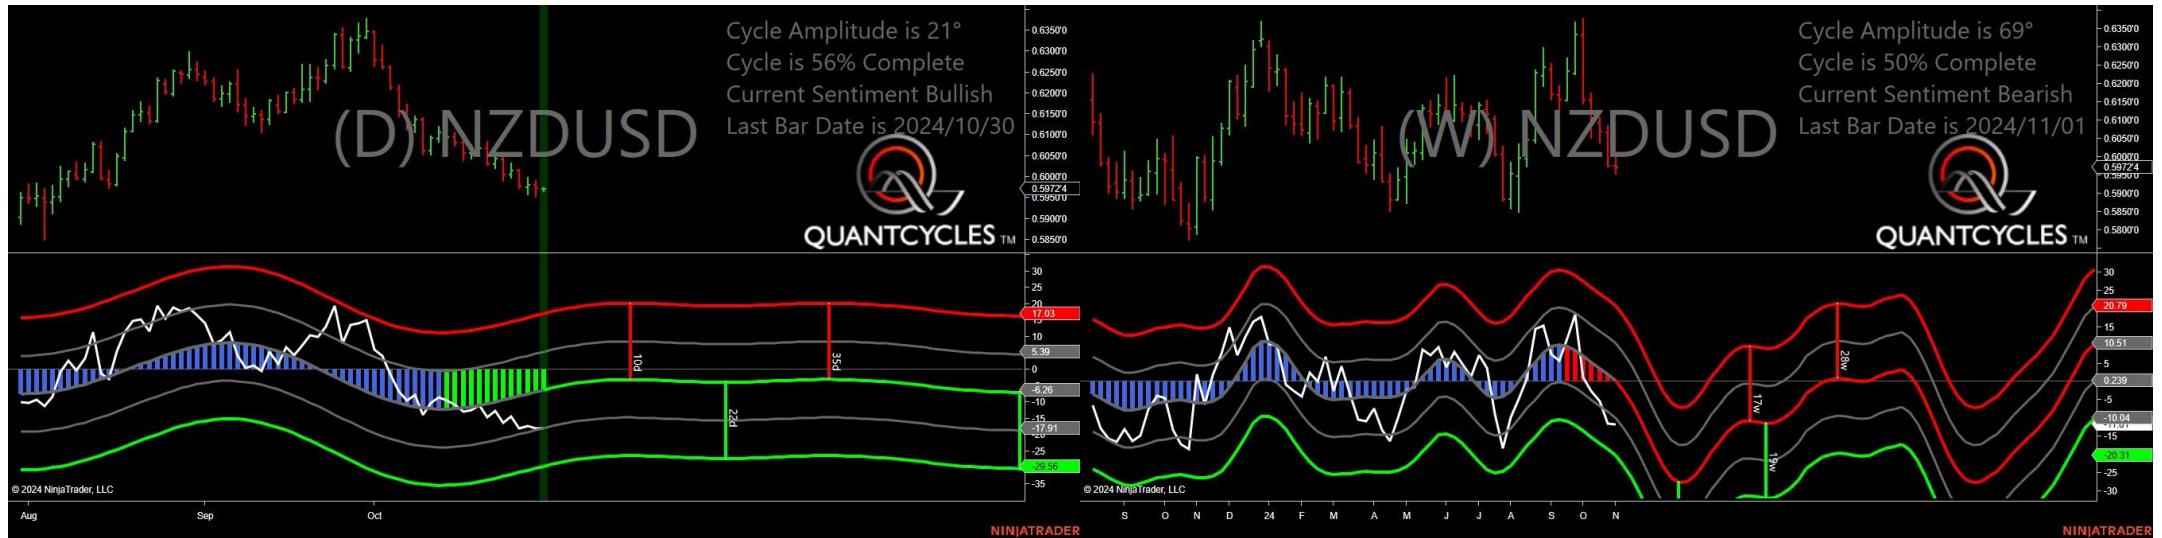 Cycle Amplitude is 21°
Cycle is 56% Complete
Current Sentiment Bullish
Last Bar Date is 2024/10/30
(D) NZDUSD
QUANTCYCLES TM
0.6350'0
0.6300'0
0.6250'0
0.6200'0
0.6150'0
0.6100'0
0.6050'0
0.6000'0
0.5972'4
0.5950'0
0.5900'0
0.5850'0
30
25
20
17.03
15
10
5.39
0
-6.26
-10
-15
-17.91
-20
-25
-29.56
-35
10d
35d
22d
© 2024 NinjaTrader, LLC
Aug Sep Oct
NINJATRADER
Cycle Amplitude is 69°
Cycle is 50% Complete
Current Sentiment Bearish
Last Bar Date is 2024/11/01
(W) NZDUSD
QUANTCYCLES TM
0.6350'0
0.6300'0
0.6250'0
0.6200'0
0.6150'0
0.6100'0
0.6050'0
0.6000'0
0.5972'4
0.5950'0
0.5900'0
0.5850'0
0.5800'0
30
25
20.79
15
10.51
5
0.239
-5
-10.04
-15
-20.31
-25
-30
17w
28w
19w
© 2024 NinjaTrader, LLC
S O N D 24 F M A M J J A S O N
NINJATRADER